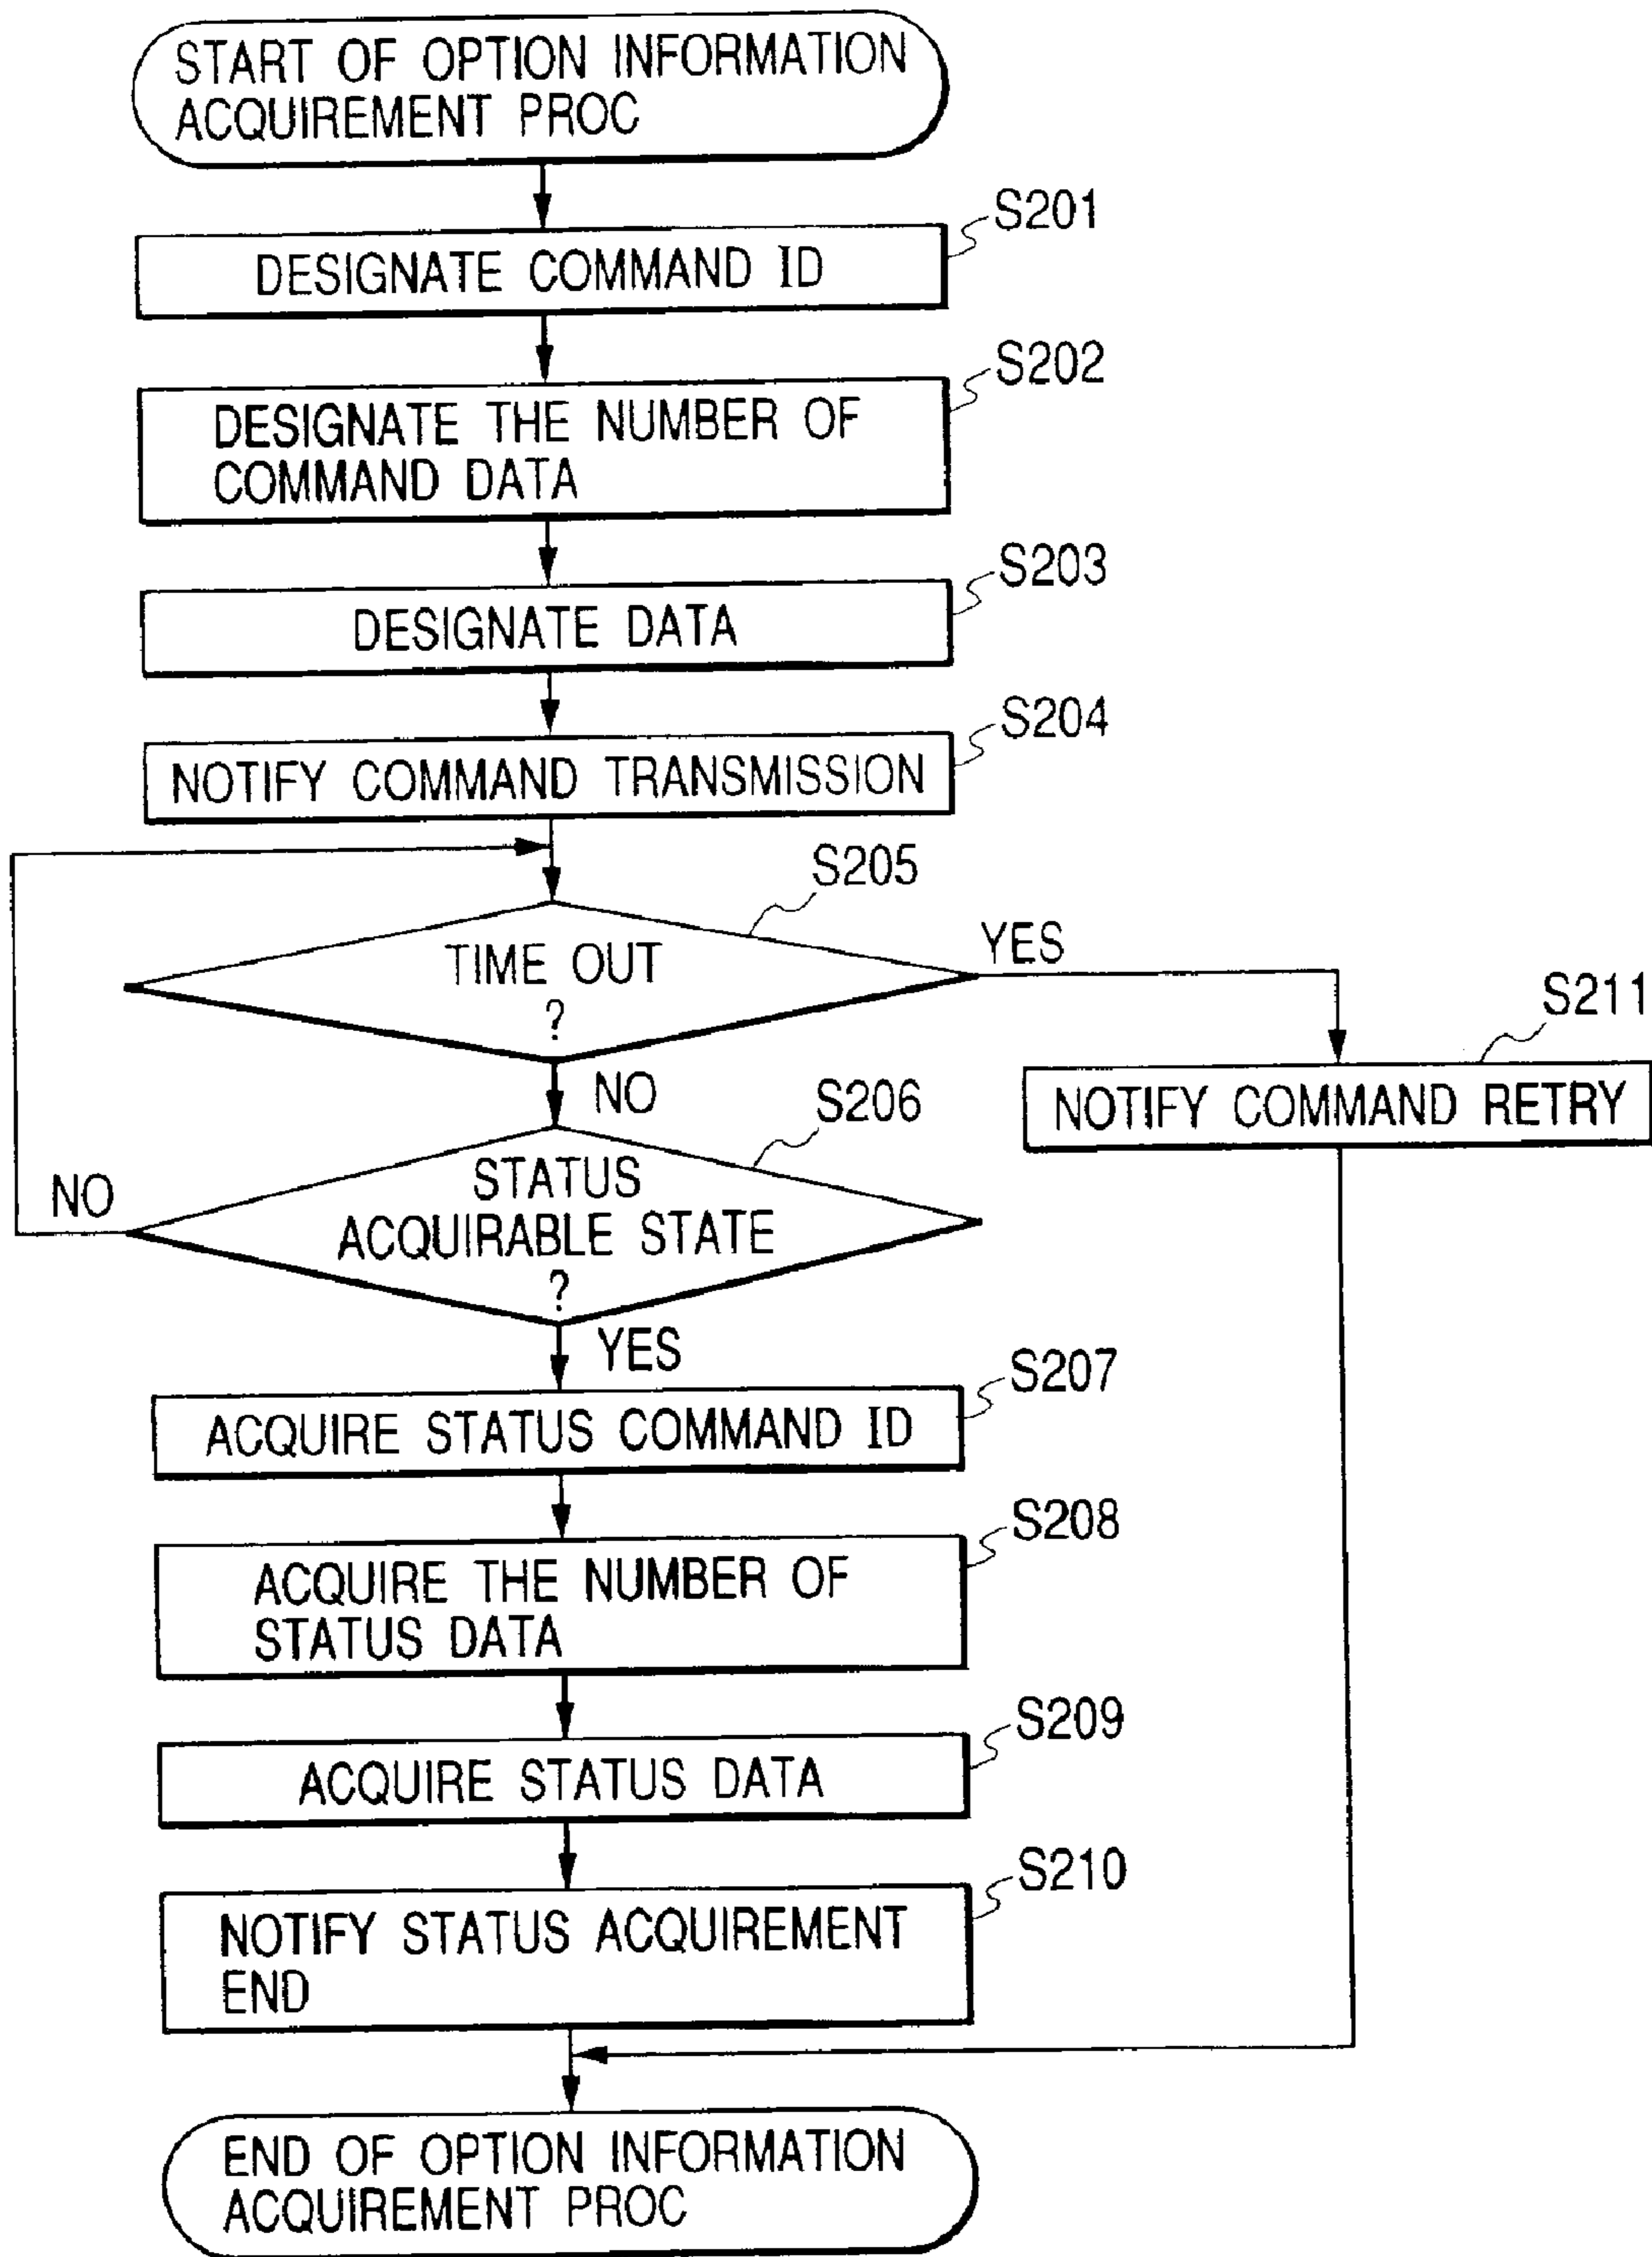 START OF OPTION INFORMATION
ACQUIREMENT PROC
S201
DESIGNATE COMMAND ID
S202
DESIGNATE THE NUMBER OF
COMMAND DATA
S203
DESIGNATE DATA
S204
NOTIFY COMMAND TRANSMISSION
S205
TIME OUT
?
YES
NO
S211
NOTIFY COMMAND RETRY
S206
STATUS
ACQUIRABLE STATE
?
NO
YES
S207
ACQUIRE STATUS COMMAND ID
S208
ACQUIRE THE NUMBER OF
STATUS DATA
S209
ACQUIRE STATUS DATA
S210
NOTIFY STATUS ACQUIREMENT
END
END OF OPTION INFORMATION
ACQUIREMENT PROC